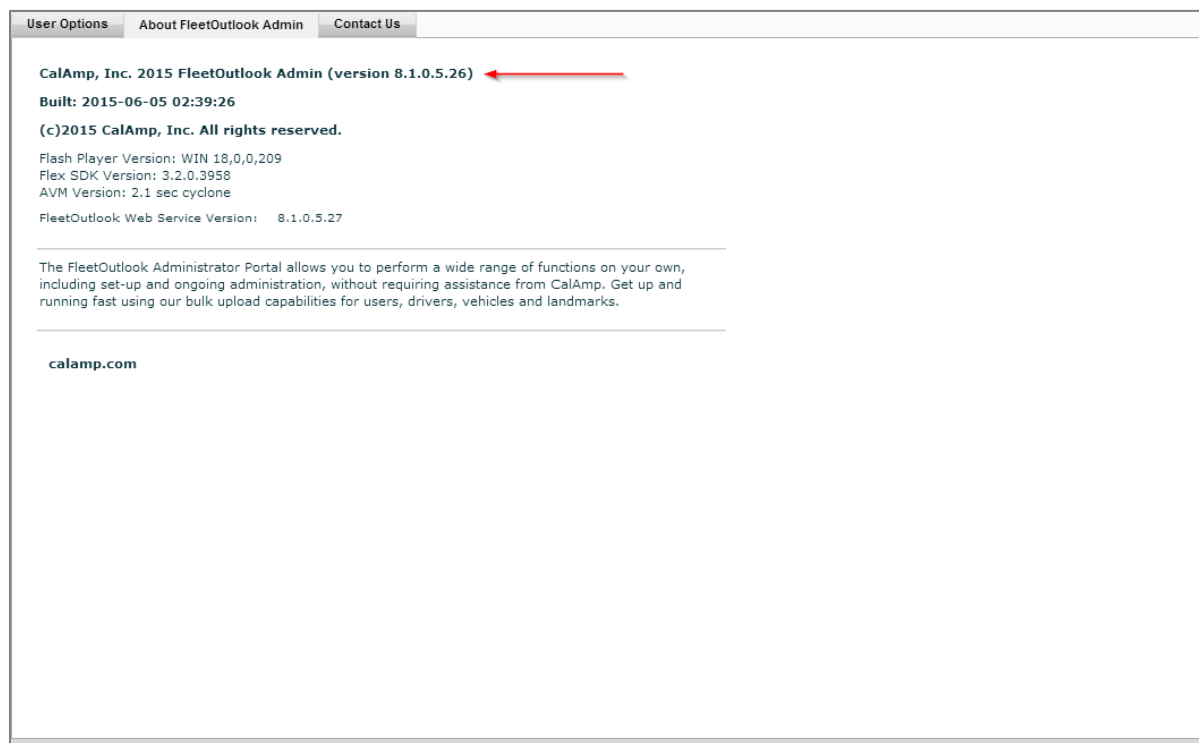 User Options About FleetOutlook Admin Contact Us
CalAmp, Inc. 2015 FleetOutlook Admin (version 8.1.0.5.26)
Built: 2015-06-05 02:39:26
(c)2015 CalAmp, Inc. All rights reserved.
Flash Player Version: WIN 18,0,0,209
Flex SDK Version: 3.2.0.3958
AVM Version: 2.1 sec cyclone
FleetOutlook Web Service Version: 8.1.0.5.27
The FleetOutlook Administrator Portal allows you to perform a wide range of functions on your own,
including set-up and ongoing administration, without requiring assistance from CalAmp. Get up and
running fast using our bulk upload capabilities for users, drivers, vehicles and landmarks.
calamp.com